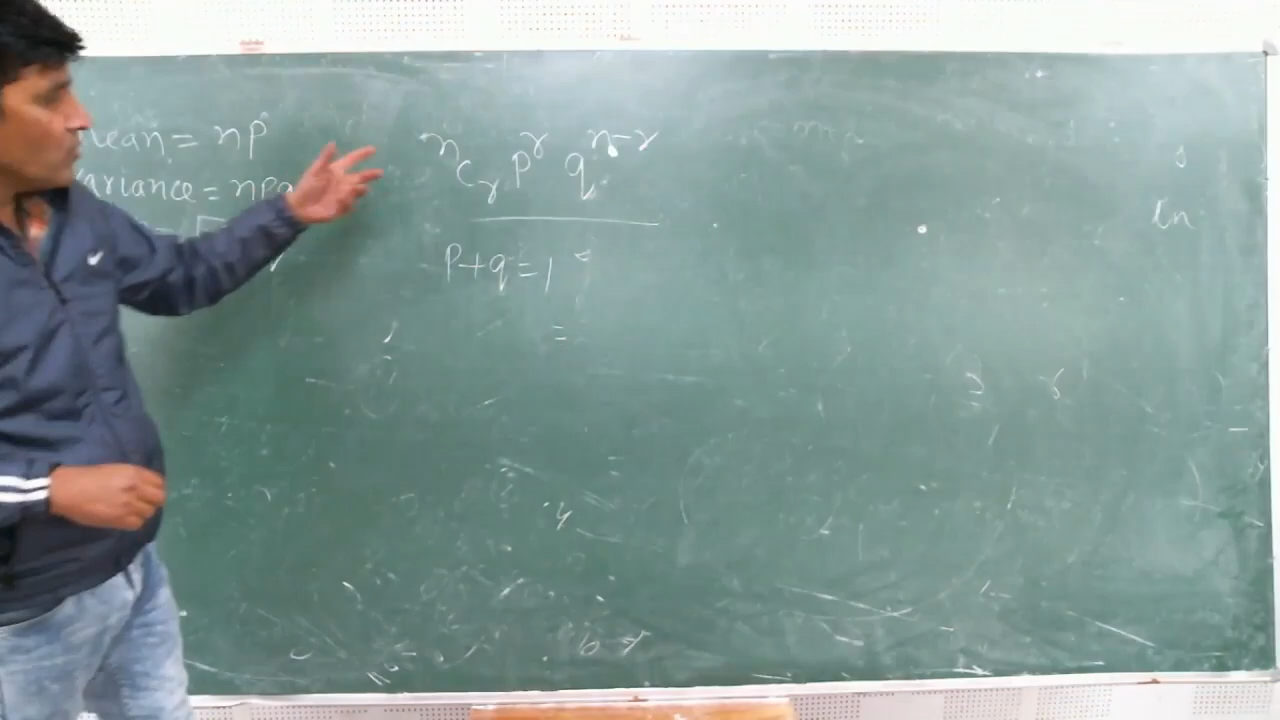 Mean = np
Variance = npq
ⁿCᵣ pʳ qⁿ⁻ʳ
p+q=1